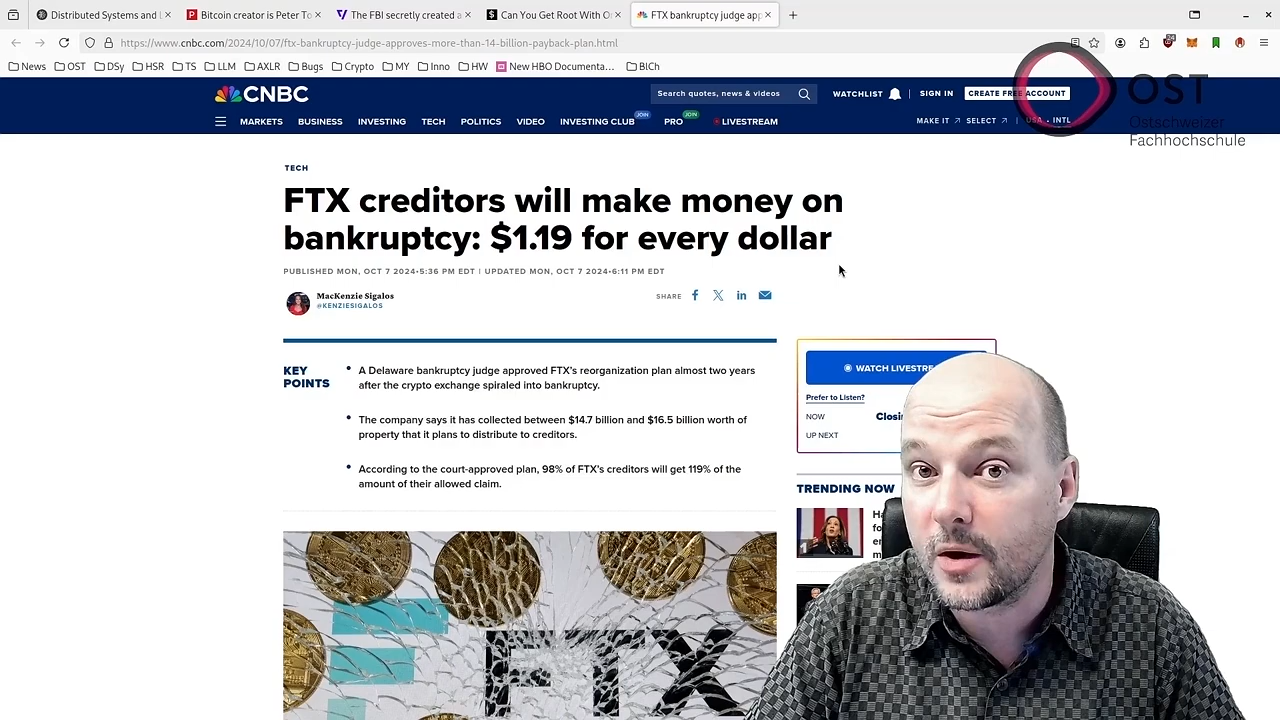 Distributed Systems and
Bitcoin creator is Peter To
The FBI secretly created a
Can You Get Root With O
FTX bankruptcy judge app
https://www.cnbc.com/2024/10/07/ftx-bankruptcy-judge-approves-more-than-14-billion-payback-plan.html
News OST DSy HSR TS LLM AXLR Bugs Crypto MY Inno HW New HBO Documenta... BICh
CNBC
Search quotes, news & videos
WATCHLIST
SIGN IN
CREATE FREE ACCOUNT
MARKETS BUSINESS INVESTING TECH POLITICS VIDEO INVESTING CLUB JOIN PRO JOIN LIVESTREAM
MAKE IT SELECT USA • INTL
OST
Ostschweizer
Fachhochschule
TECH
FTX creditors will make money on
bankruptcy: $1.19 for every dollar
PUBLISHED MON, OCT 7 2024•5:36 PM EDT | UPDATED MON, OCT 7 2024•6:11 PM EDT
MacKenzie Sigalos
@KENZIESIGALOS
SHARE
KEY
POINTS
• A Delaware bankruptcy judge approved FTX's reorganization plan almost two years
after the crypto exchange spiraled into bankruptcy.
• The company says it has collected between $14.7 billion and $16.5 billion worth of
property that it plans to distribute to creditors.
• According to the court-approved plan, 98% of FTX's creditors will get 119% of the
amount of their allowed claim.
WATCH LIVESTRE
Prefer to Listen?
NOW
Closi
UP NEXT
TRENDING NOW
Ha
fo
e
m
FTX